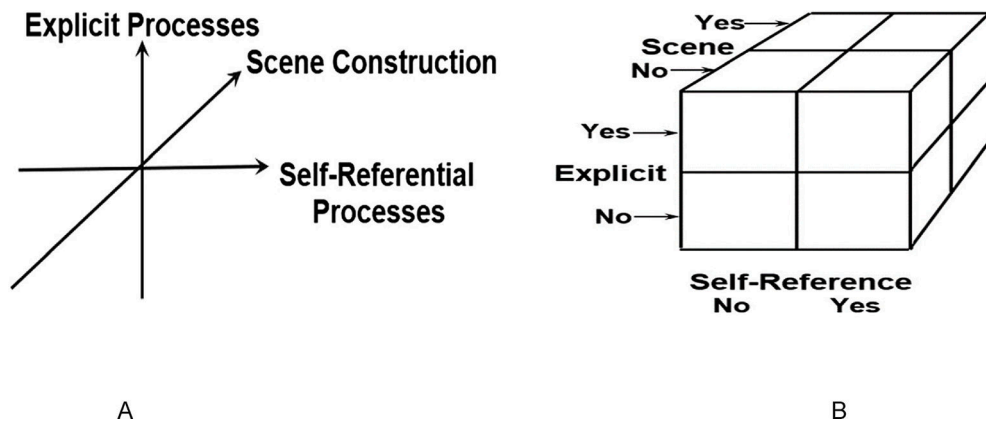 Explicit Processes
Scene Construction
Self-Referential
Processes
A
Yes
Scene
No
Yes
Explicit
No
Self-Reference
No Yes
B